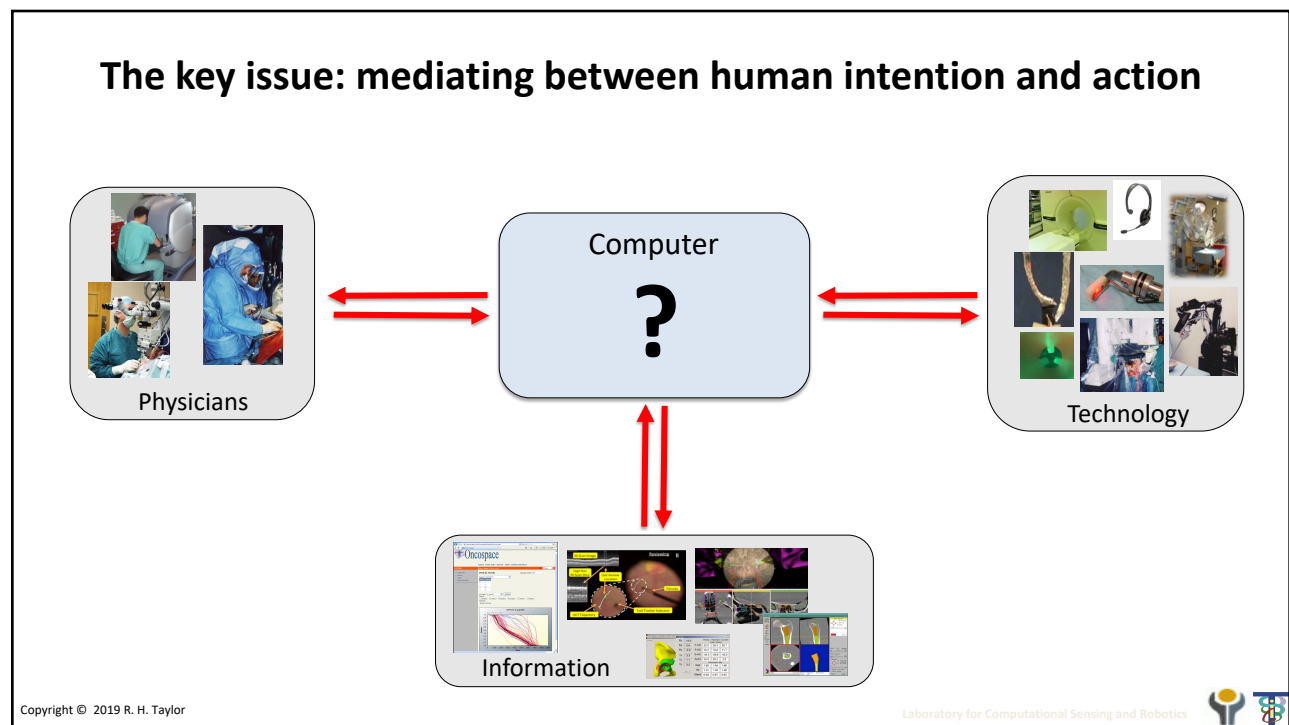 The key issue: mediating between human intention and action
Computer
?
Physicians
Technology
Oncospace
Information
Copyright © 2019 R. H. Taylor
Laboratory for Computational Sensing and Robotics